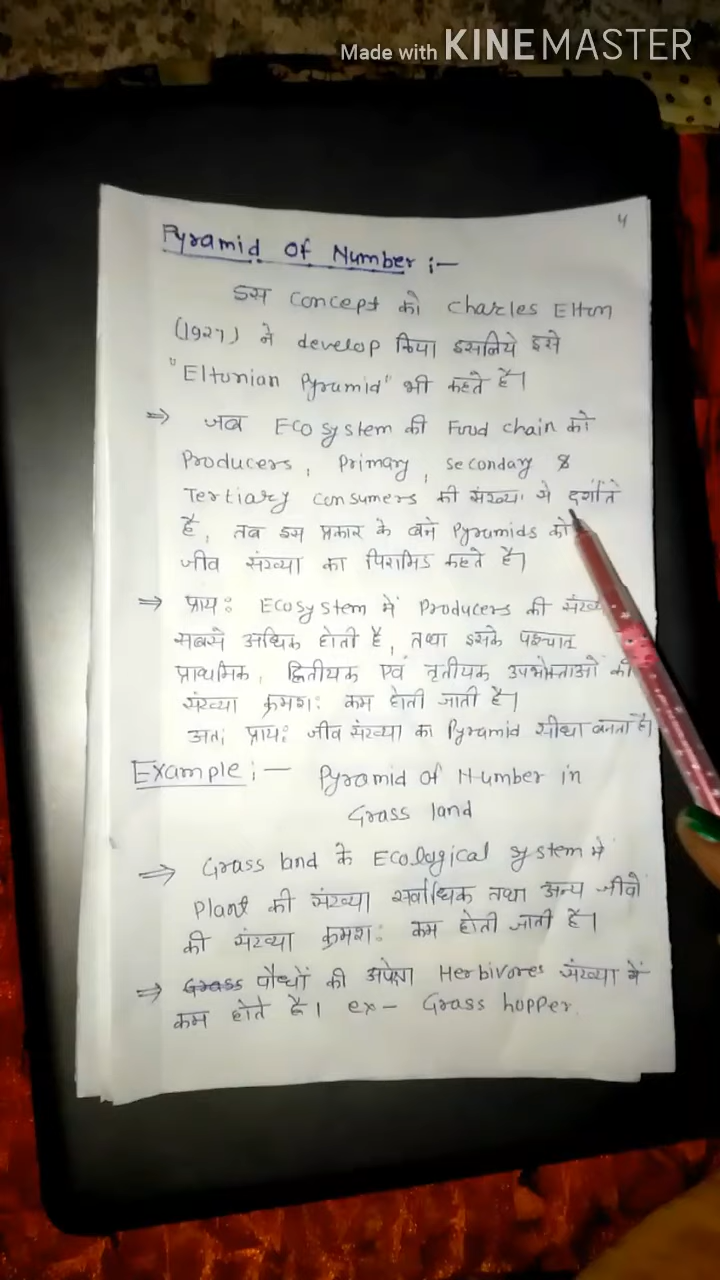 Made with KINEMASTER
4
Pyramid of Number :-
इस concept को Charles Elton
(1927) ने develop किया इसलिये इसे
"Eltonian Pyramid" भी कहते है।
⇒ जब Ecosystem की Food chain को
Producers, Primary, Seconday &
Tertiary consumers की संख्या से दर्शाते
है, तब इस प्रकार के बने Pyramids को
जीव संख्या का पिरामिड कहते है।
⇒ प्राय: Ecosystem में Producers की
सबसे अधिक होती है, तथा इसके पश्चात
प्राथमिक, द्वितीयक एवं तृतीयक उपभोक्ताओं की
संख्या क्रमश: कम होती जाती है।
अत: प्राय: जीव संख्या का Pyramid सीधा बनता है।
Example :- Pyramid of Number in
Grass land
⇒ Grass land के Ecological system मे
Plant की संख्या सर्वाधिक तथा अन्य जीवों
की संख्या क्रमश: कम होती जाती है।
⇒ Grass पौधों की अपेक्षा Herbivores संख्या में
कम होते है। ex- Grass hopper.